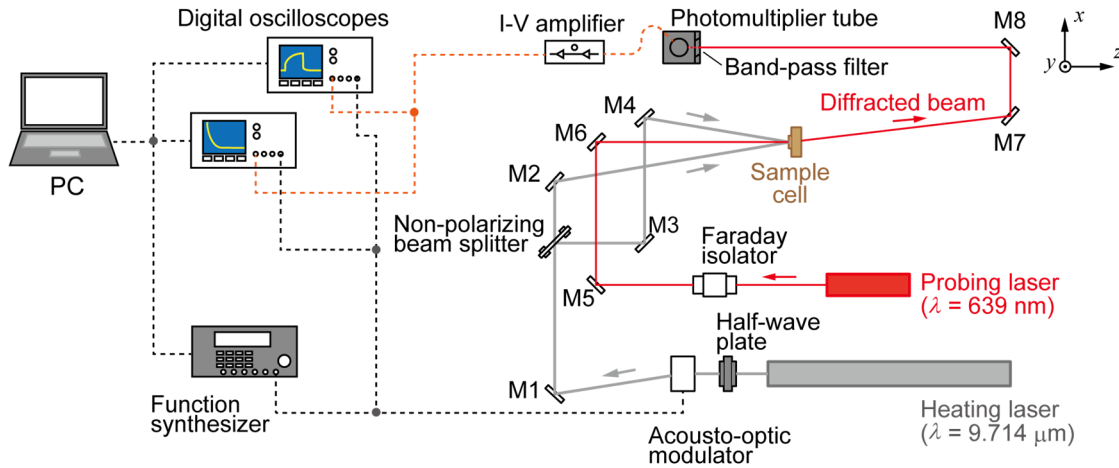 Digital oscilloscopes
I-V amplifier
Photomultiplier tube
M8
x
y
z
Band-pass filter
M4
Diffracted beam
M6
M7
PC
M2
Sample
cell
Non-polarizing
beam splitter
M3
Faraday
isolator
M5
Probing laser
(λ = 639 nm)
Half-wave
plate
M1
Function
synthesizer
Acousto-optic
modulator
Heating laser
(λ = 9.714 μm)